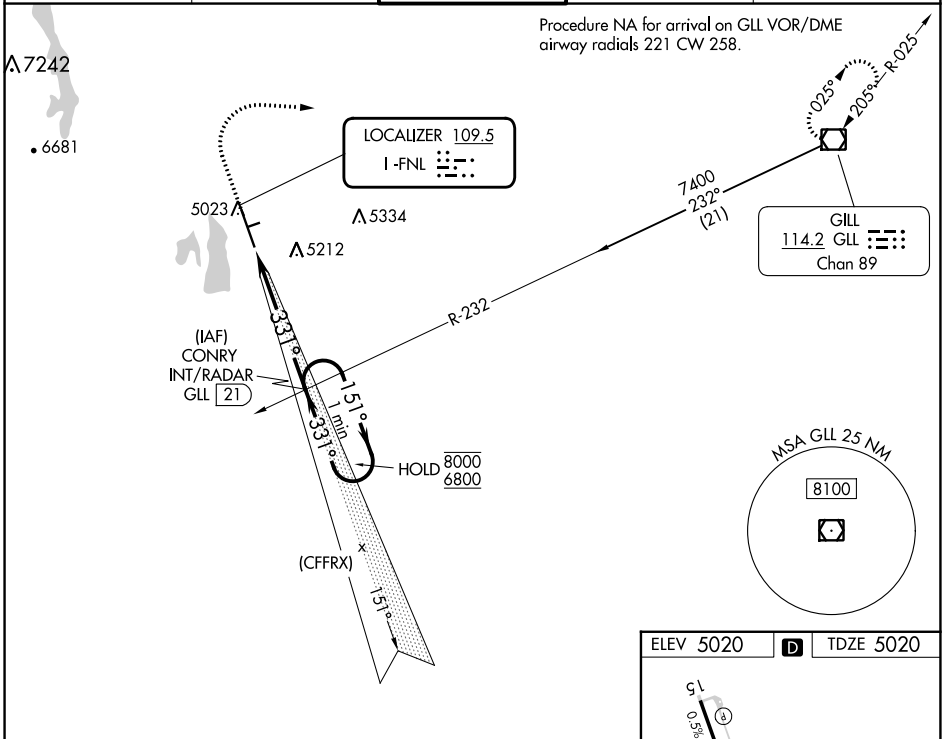 Procedure NA for arrival on GLL VOR/DME
airway radials 221 CW 258.
7242
6681
R-025
025°
205°
LOCALIZER 109.5
I-FNL
5023
5334
5212
7400
232°
(21)
GILL
114.2 GLL
Chan 89
R-232
(IAF)
CONRY
INT/RADAR
GLL 21
331°
151°
1 min
331°
HOLD 8000
6800
MSA GLL 25 NM
8100
(CFFRX)
x
151°
ELEV 5020 D TDZE 5020
15
0.5%
P